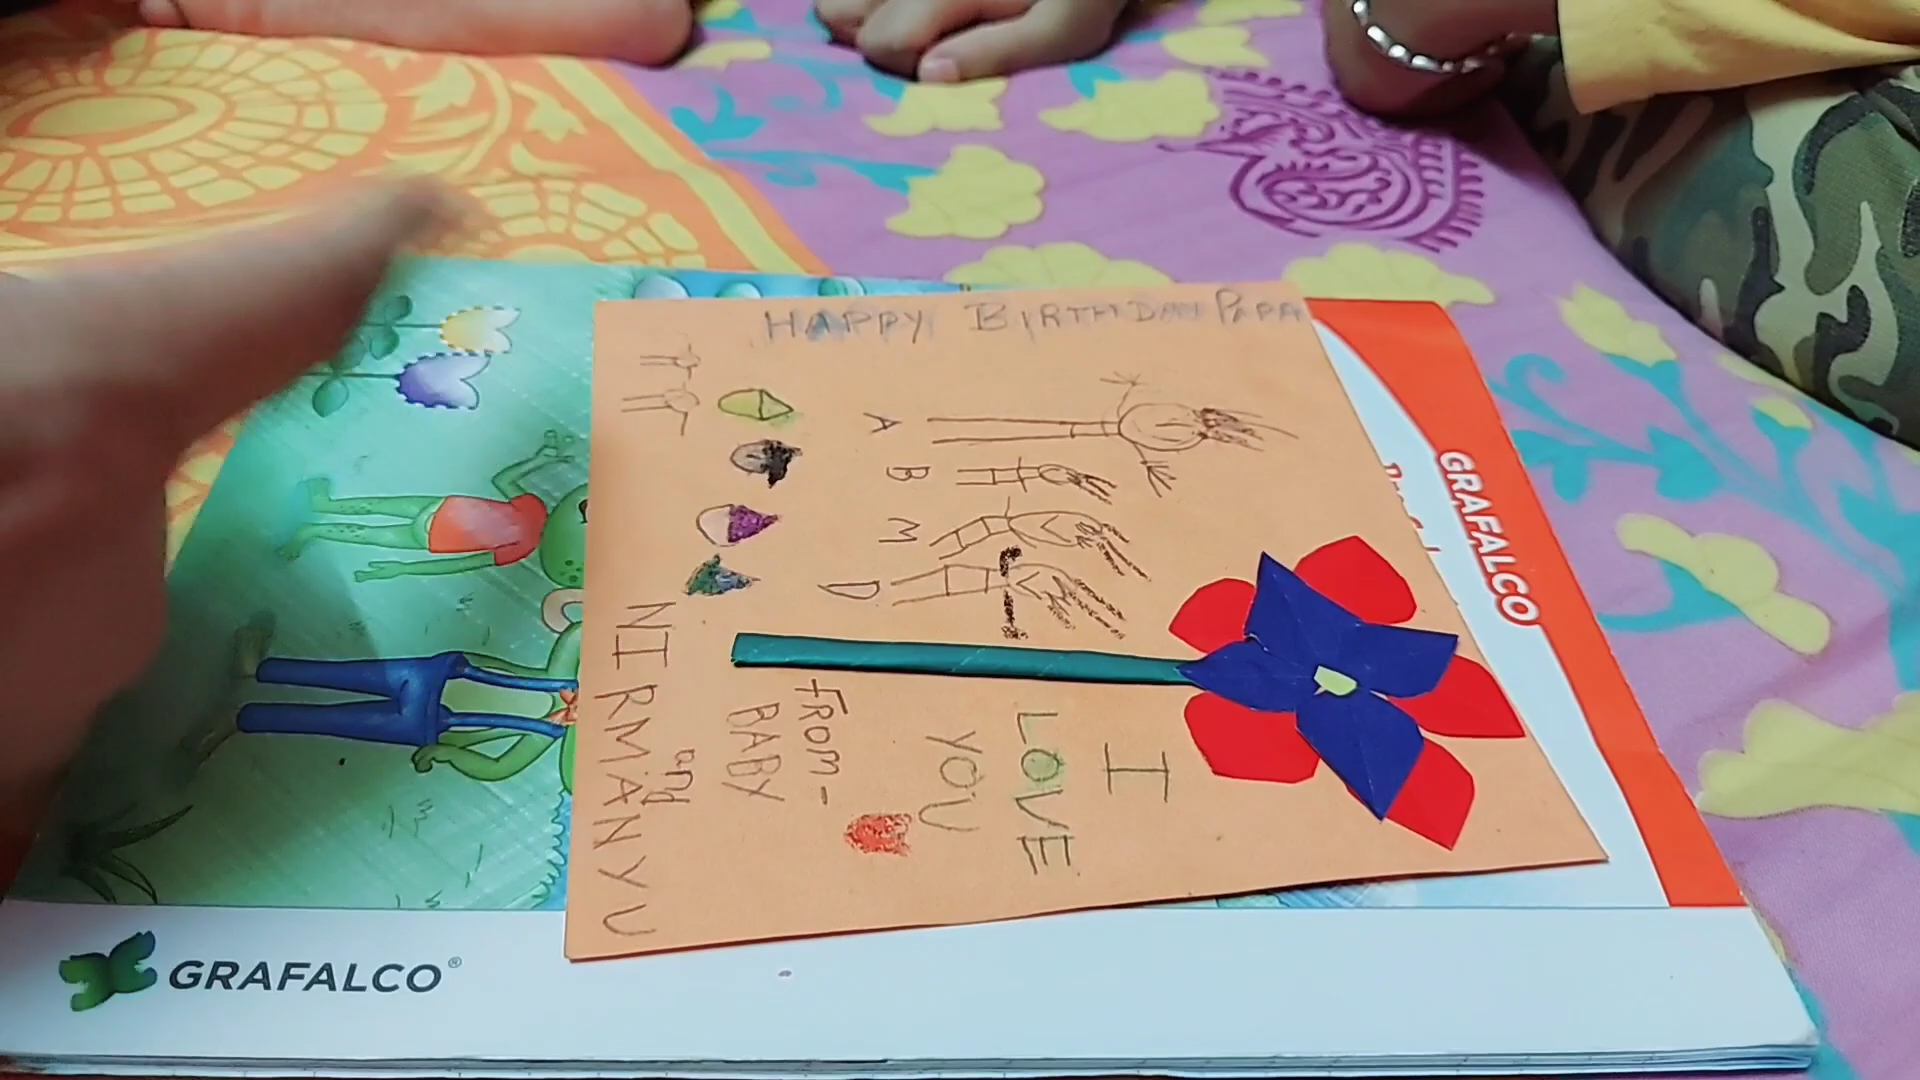 HAPPY BIRTHDAY PAPA
A
B
M
D
I
LOVE
YOU
FROM-
BABY
and
NIRMANYU
GRAFALCO
GRAFALCO®